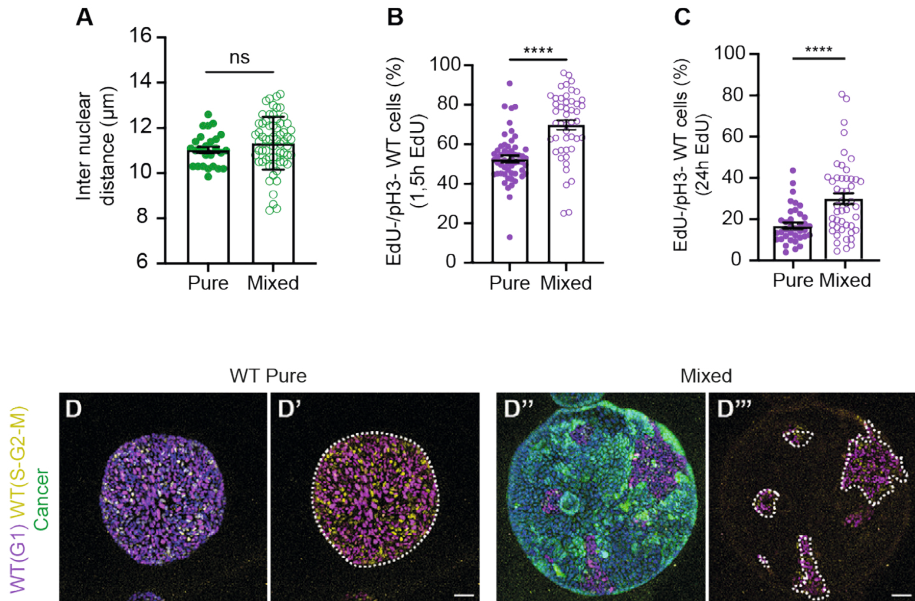 A
B
C
Inter nuclear
distance (µm)
16
14
12
10
8
6
ns
Pure
Mixed
EdU-/pH3- WT cells (%)
(1,5h EdU)
100
80
60
40
20
0
****
Pure
Mixed
EdU-/pH3- WT cells (%)
(24h EdU)
100
80
60
40
20
0
****
Pure
Mixed
WT Pure
Mixed
WT(G1) WT(S-G2-M)
Cancer
D
D'
D''
D'''